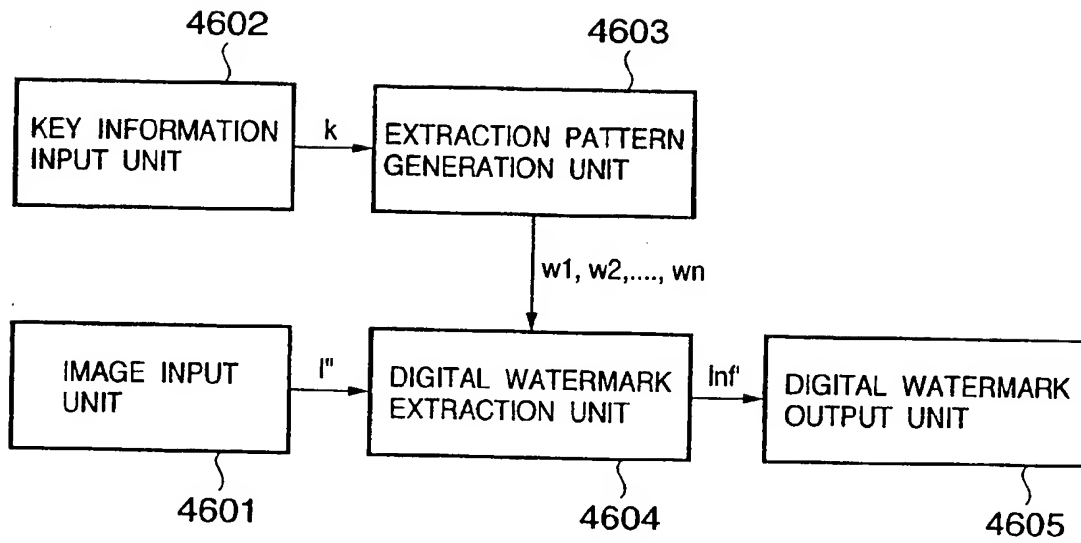 4602
4603
KEY INFORMATION
INPUT UNIT
k
EXTRACTION PATTERN
GENERATION UNIT
w1, w2,...., wn
IMAGE INPUT
UNIT
I"
DIGITAL WATERMARK
EXTRACTION UNIT
Inf'
DIGITAL WATERMARK
OUTPUT UNIT
4601
4604
4605